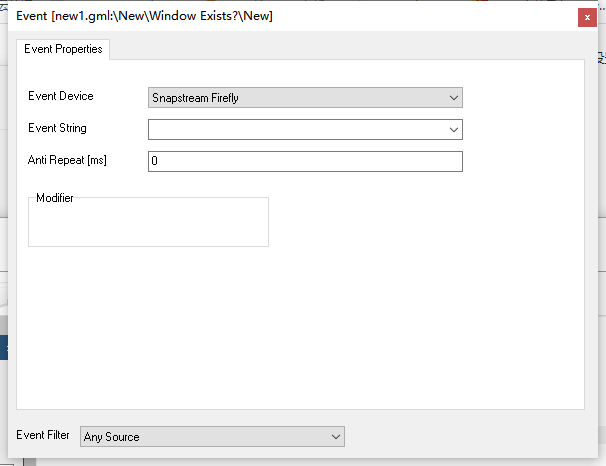 Event [new1.gml:\New\Window Exists?\New]
x
Event Properties
Event Device
Snapstream Firefly
Event String
Anti Repeat [ms]
0
Modifier
Event Filter
Any Source